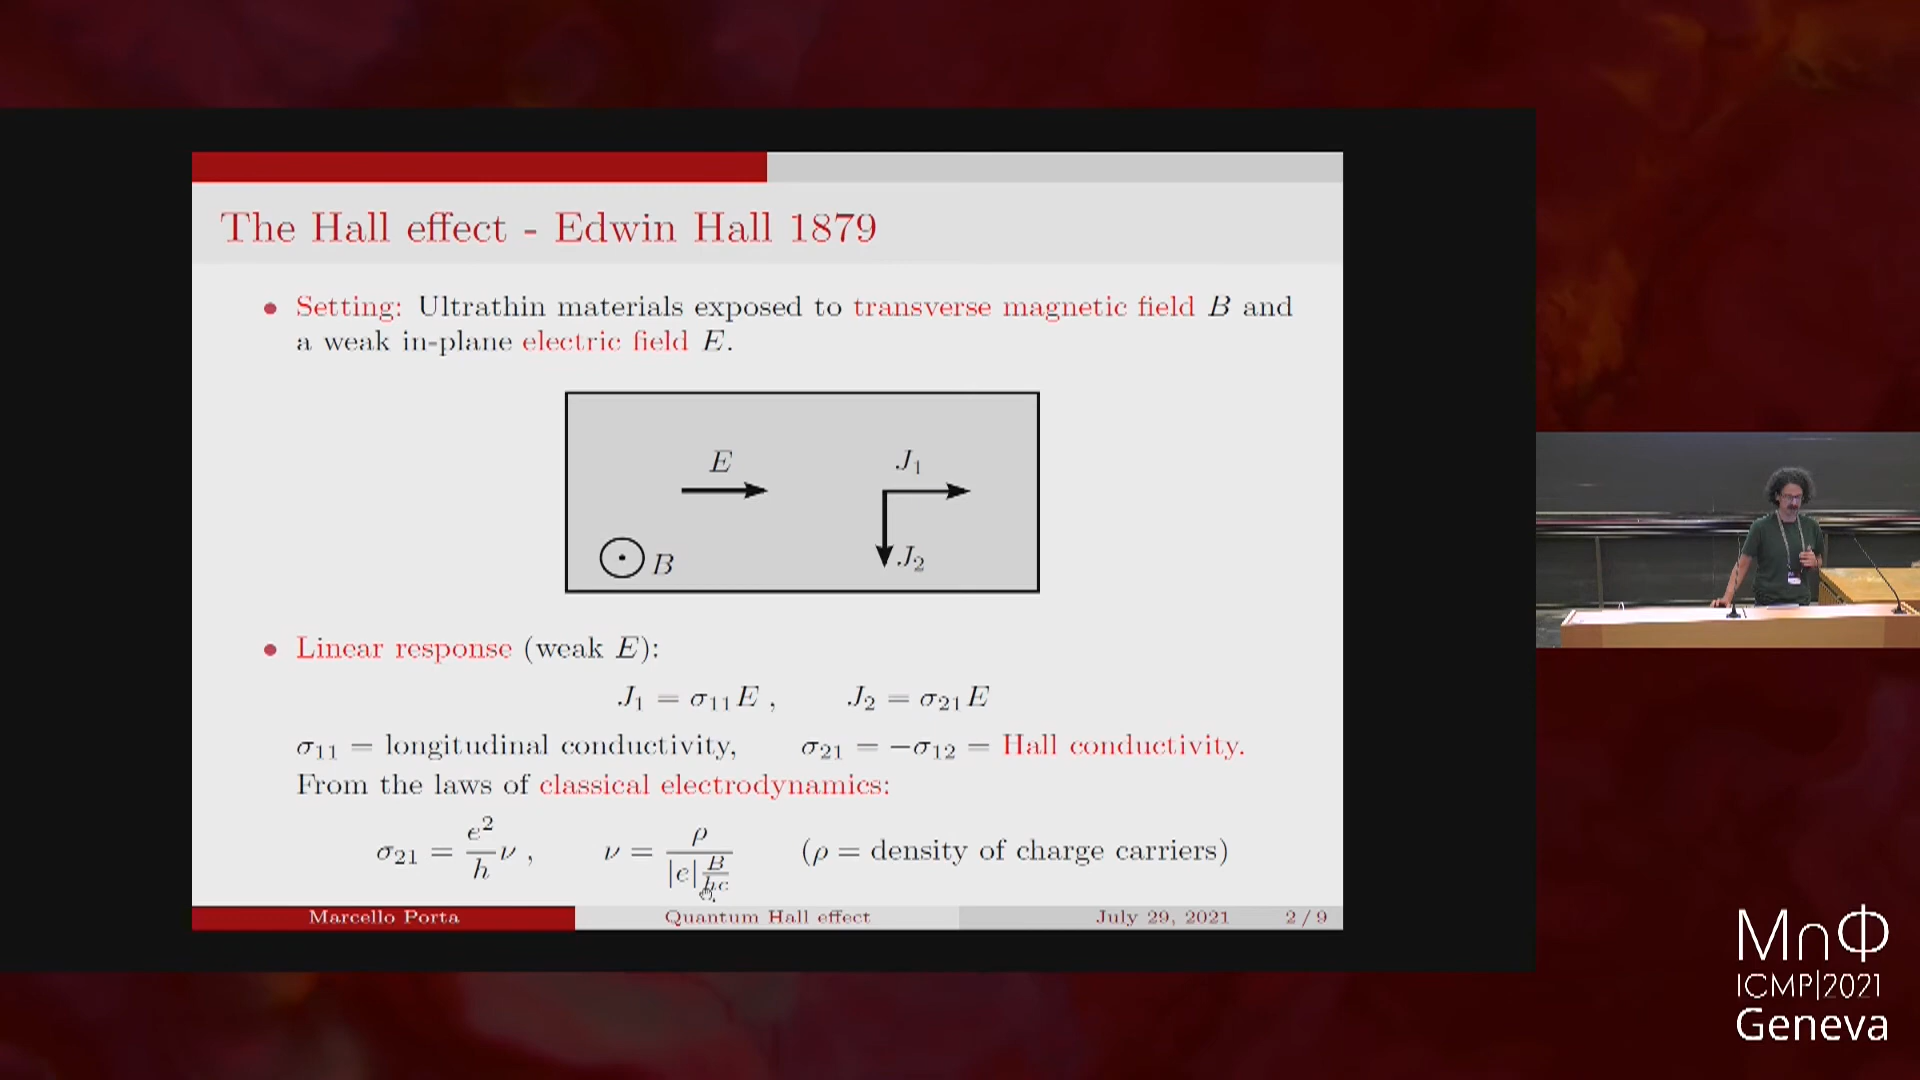 The Hall effect - Edwin Hall 1879
• Setting: Ultrathin materials exposed to transverse magnetic field B and
a weak in-plane electric field E.
E
J₁
B
J₂
• Linear response (weak E):
J₁ = σ₁₁E , J₂ = σ₂₁E
σ₁₁ = longitudinal conductivity, σ₂₁ = −σ₁₂ = Hall conductivity.
From the laws of classical electrodynamics:
σ₂₁ = e²/h ν , ν = ρ/(|e| B/hc) (ρ = density of charge carriers)
Marcello Porta Quantum Hall effect July 29, 2021 2 / 9
M∩Φ
ICMP|2021
Geneva